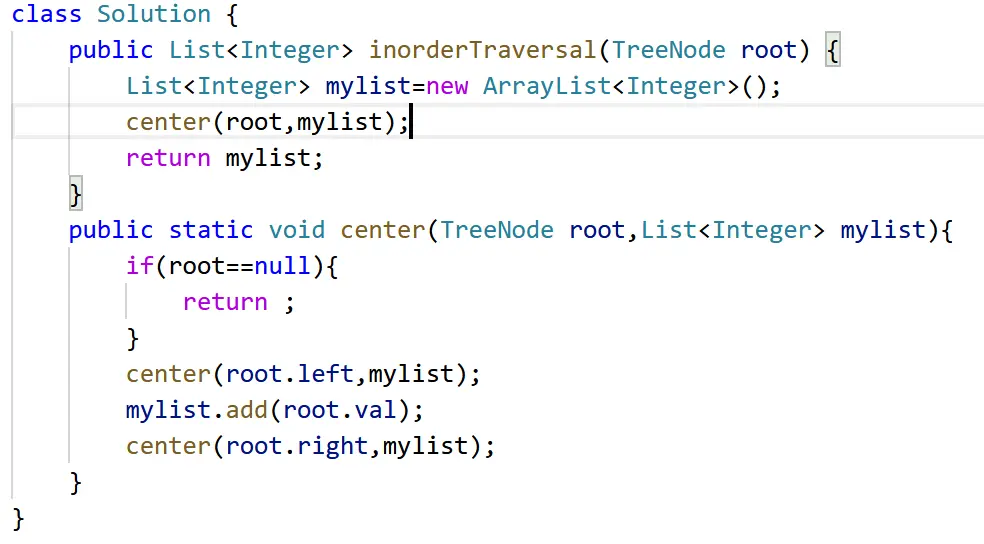 class Solution {
    public List<Integer> inorderTraversal(TreeNode root) {
        List<Integer> mylist=new ArrayList<Integer>();
        center(root,mylist);
        return mylist;
    }
    public static void center(TreeNode root,List<Integer> mylist){
        if(root==null){
            return ;
        }
        center(root.left,mylist);
        mylist.add(root.val);
        center(root.right,mylist);
    }
}